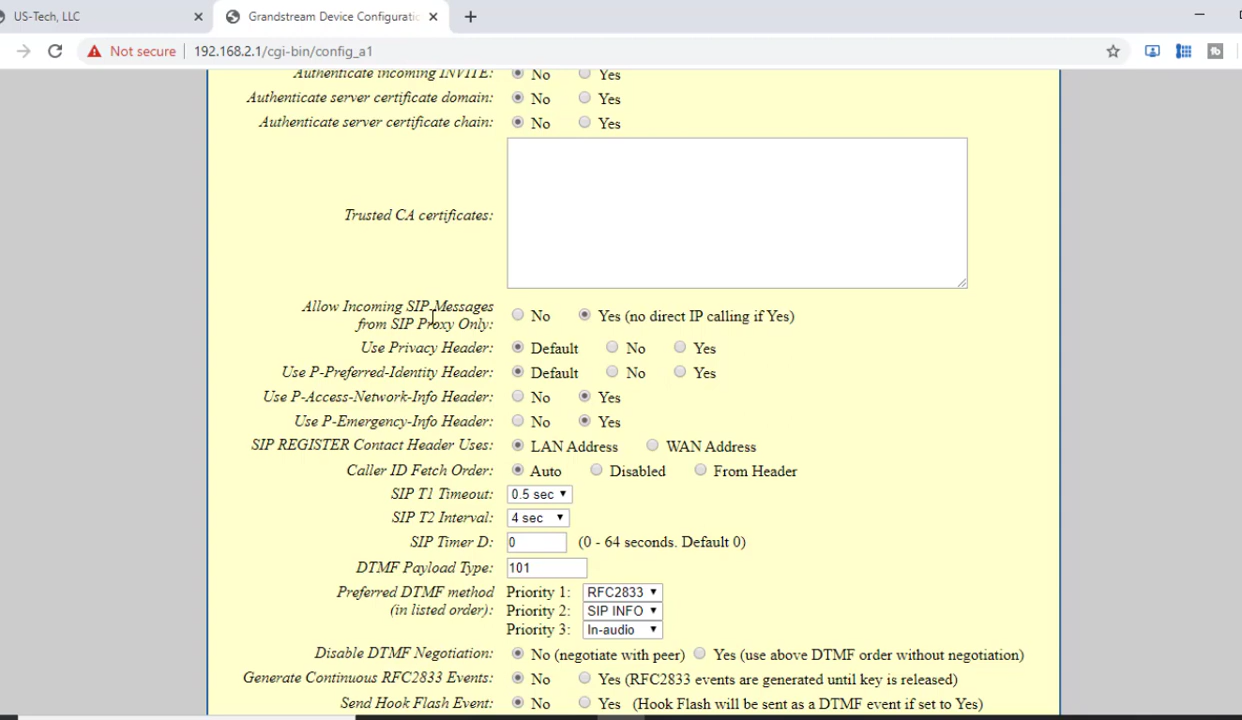 US-Tech, LLC
Grandstream Device Configuratio
Not secure
192.168.2.1/cgi-bin/config_a1
Authenticate incoming INVITE: No Yes
Authenticate server certificate domain: No Yes
Authenticate server certificate chain: No Yes
Trusted CA certificates:
Allow Incoming SIP Messages
from SIP Proxy Only: No Yes (no direct IP calling if Yes)
Use Privacy Header: Default No Yes
Use P-Preferred-Identity Header: Default No Yes
Use P-Access-Network-Info Header: No Yes
Use P-Emergency-Info Header: No Yes
SIP REGISTER Contact Header Uses: LAN Address WAN Address
Caller ID Fetch Order: Auto Disabled From Header
SIP T1 Timeout: 0.5 sec
SIP T2 Interval: 4 sec
SIP Timer D: 0 (0 - 64 seconds. Default 0)
DTMF Payload Type: 101
Preferred DTMF method
(in listed order):
Priority 1: RFC2833
Priority 2: SIP INFO
Priority 3: In-audio
Disable DTMF Negotiation: No (negotiate with peer) Yes (use above DTMF order without negotiation)
Generate Continuous RFC2833 Events: No Yes (RFC2833 events are generated until key is released)
Send Hook Flash Event: No Yes (Hook Flash will be sent as a DTMF event if set to Yes)